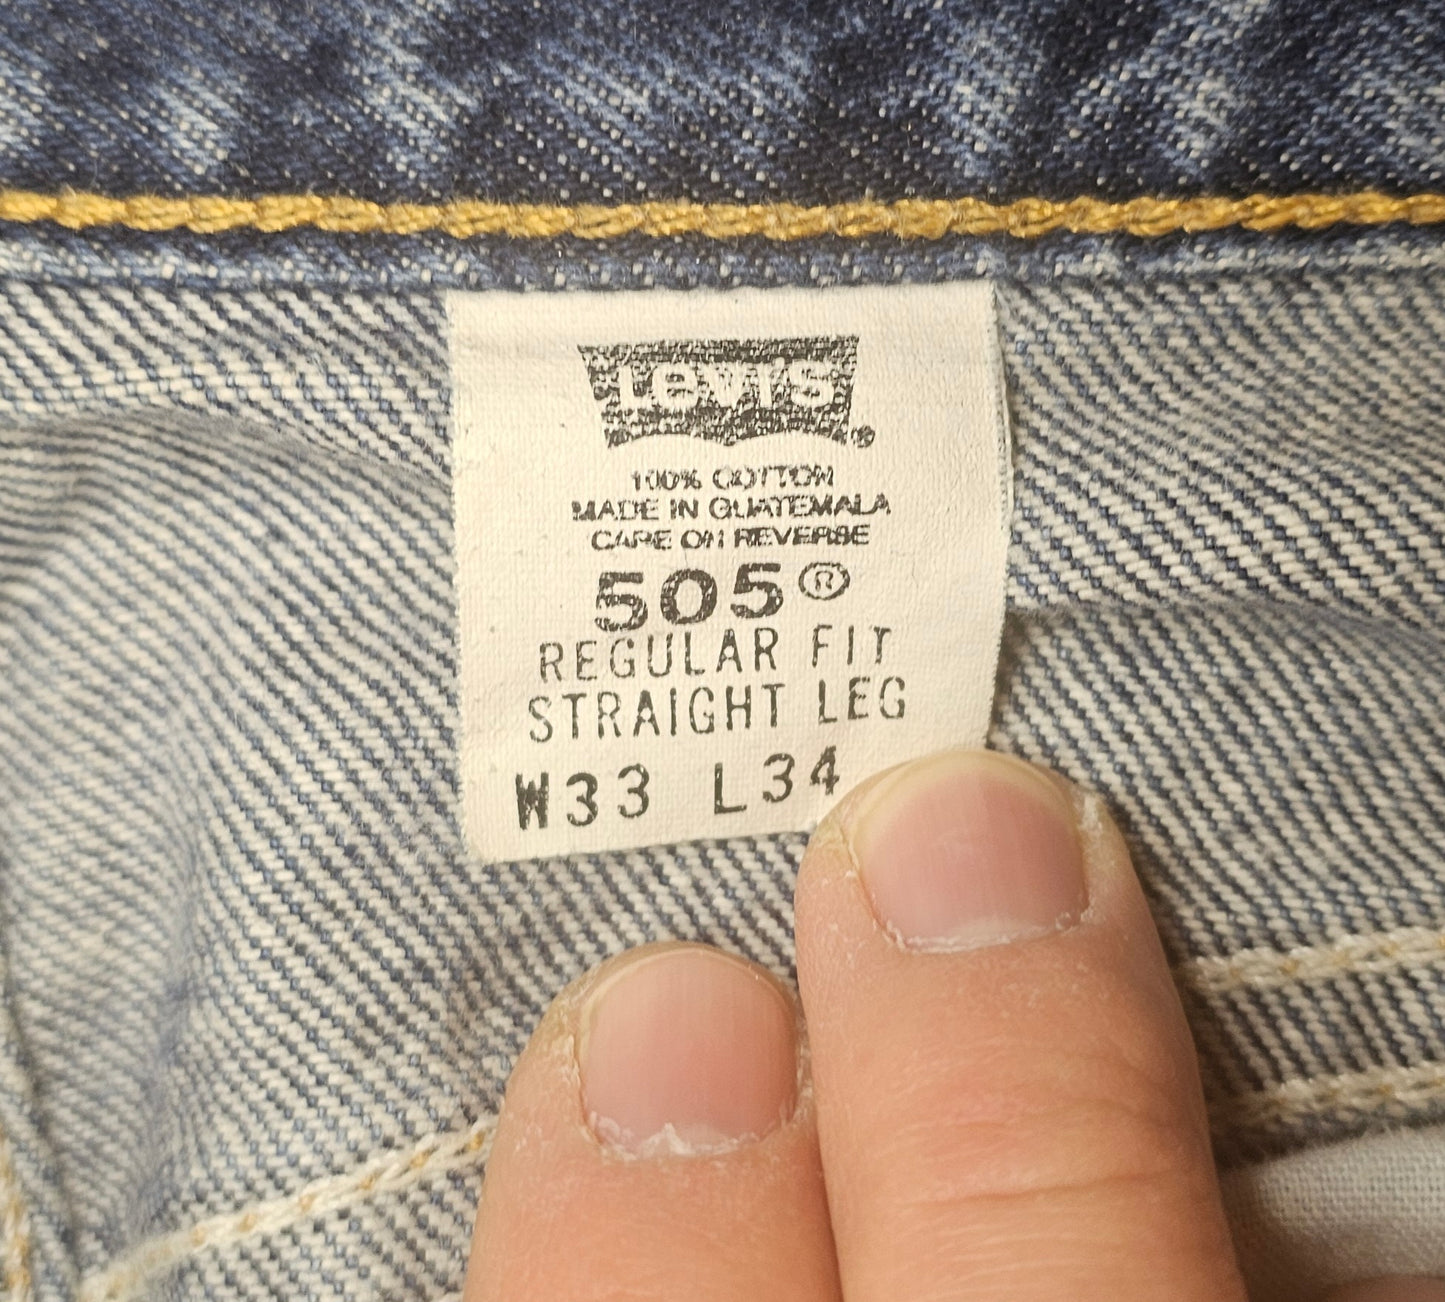 Levi's ®
100% COTTON
MADE IN GUATEMALA
CARE ON REVERSE
505®
REGULAR FIT
STRAIGHT LEG
W33 L34